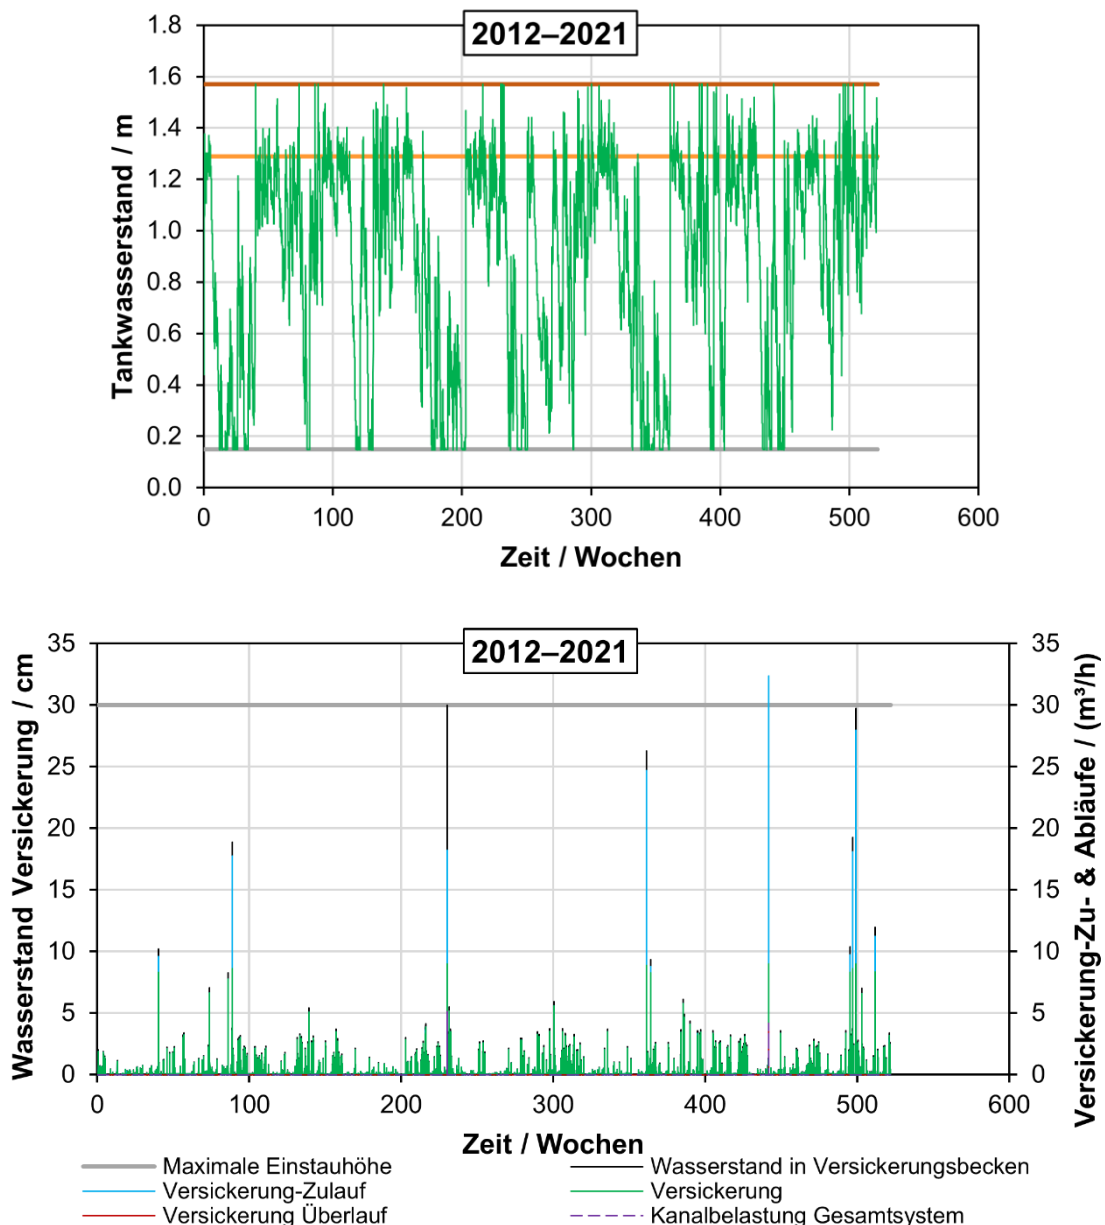 2012–2021
1.8
1.6
1.4
1.2
1.0
0.8
0.6
0.4
0.2
0.0
Tankwasserstand / m
0 100 200 300 400 500 600
Zeit / Wochen
2012–2021
35 35
30 30
25 25
20 20
15 15
10 10
5 5
0 0
Wasserstand Versickerung / cm
Versickerung-Zu- & Abläufe / (m³/h)
0 100 200 300 400 500 600
Zeit / Wochen
Maximale Einstauhöhe Wasserstand in Versickerungsbecken
Versickerung-Zulauf Versickerung
Versickerung Überlauf Kanalbelastung Gesamtsystem